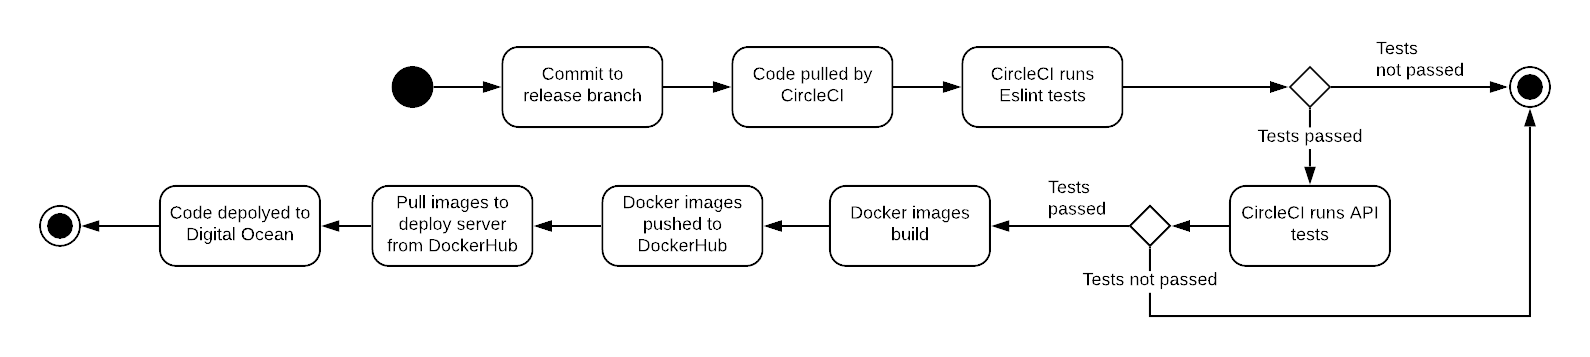 Commit to
release branch
Code pulled by
CircleCI
CircleCI runs
Eslint tests
Tests
not passed
Tests passed
CircleCI runs API
tests
Tests
passed
Tests not passed
Docker images
build
Docker images
pushed to
DockerHub
Pull images to
deploy server
from DockerHub
Code depolyed to
Digital Ocean